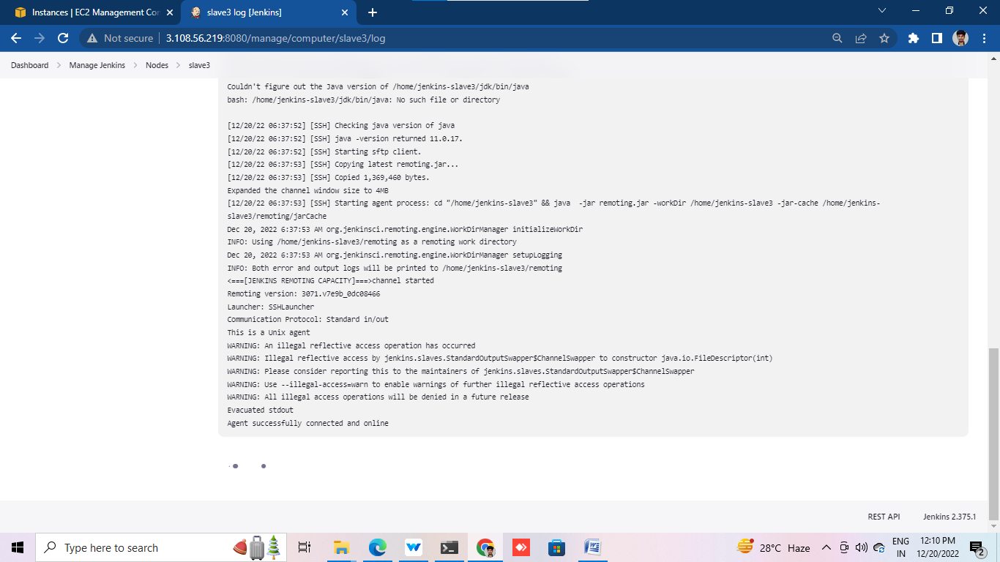 Instances | EC2 Management Con
slave3 log [Jenkins]
Not secure
3.108.56.219:8080/manage/computer/slave3/log
Dashboard
Manage Jenkins
Nodes
slave3
Couldn't figure out the Java version of /home/jenkins-slave3/jdk/bin/java
bash: /home/jenkins-slave3/jdk/bin/java: No such file or directory
[12/20/22 06:37:52] [SSH] Checking java version of java
[12/20/22 06:37:52] [SSH] java -version returned 11.0.17.
[12/20/22 06:37:52] [SSH] Starting sftp client.
[12/20/22 06:37:53] [SSH] Copying latest remoting.jar...
[12/20/22 06:37:53] [SSH] Copied 1,369,460 bytes.
Expanded the channel window size to 4MB
[12/20/22 06:37:53] [SSH] Starting agent process: cd "/home/jenkins-slave3" && java  -jar remoting.jar -workDir /home/jenkins-slave3 -jar-cache /home/jenkins-
slave3/remoting/jarCache
Dec 20, 2022 6:37:53 AM org.jenkinsci.remoting.engine.WorkDirManager initializeWorkDir
INFO: Using /home/jenkins-slave3/remoting as a remoting work directory
Dec 20, 2022 6:37:53 AM org.jenkinsci.remoting.engine.WorkDirManager setupLogging
INFO: Both error and output logs will be printed to /home/jenkins-slave3/remoting
<===[JENKINS REMOTING CAPACITY]===>channel started
Remoting version: 3071.v7e9b_0dc08466
Launcher: SSHLauncher
Communication Protocol: Standard in/out
This is a Unix agent
WARNING: An illegal reflective access operation has occurred
WARNING: Illegal reflective access by jenkins.slaves.StandardOutputSwapper$ChannelSwapper to constructor java.io.FileDescriptor(int)
WARNING: Please consider reporting this to the maintainers of jenkins.slaves.StandardOutputSwapper$ChannelSwapper
WARNING: Use --illegal-access=warn to enable warnings of further illegal reflective access operations
WARNING: All illegal access operations will be denied in a future release
Evacuated stdout
Agent successfully connected and online
REST API
Jenkins 2.375.1
Type here to search
28°C Haze
ENG
IN
12:10 PM
12/20/2022
2